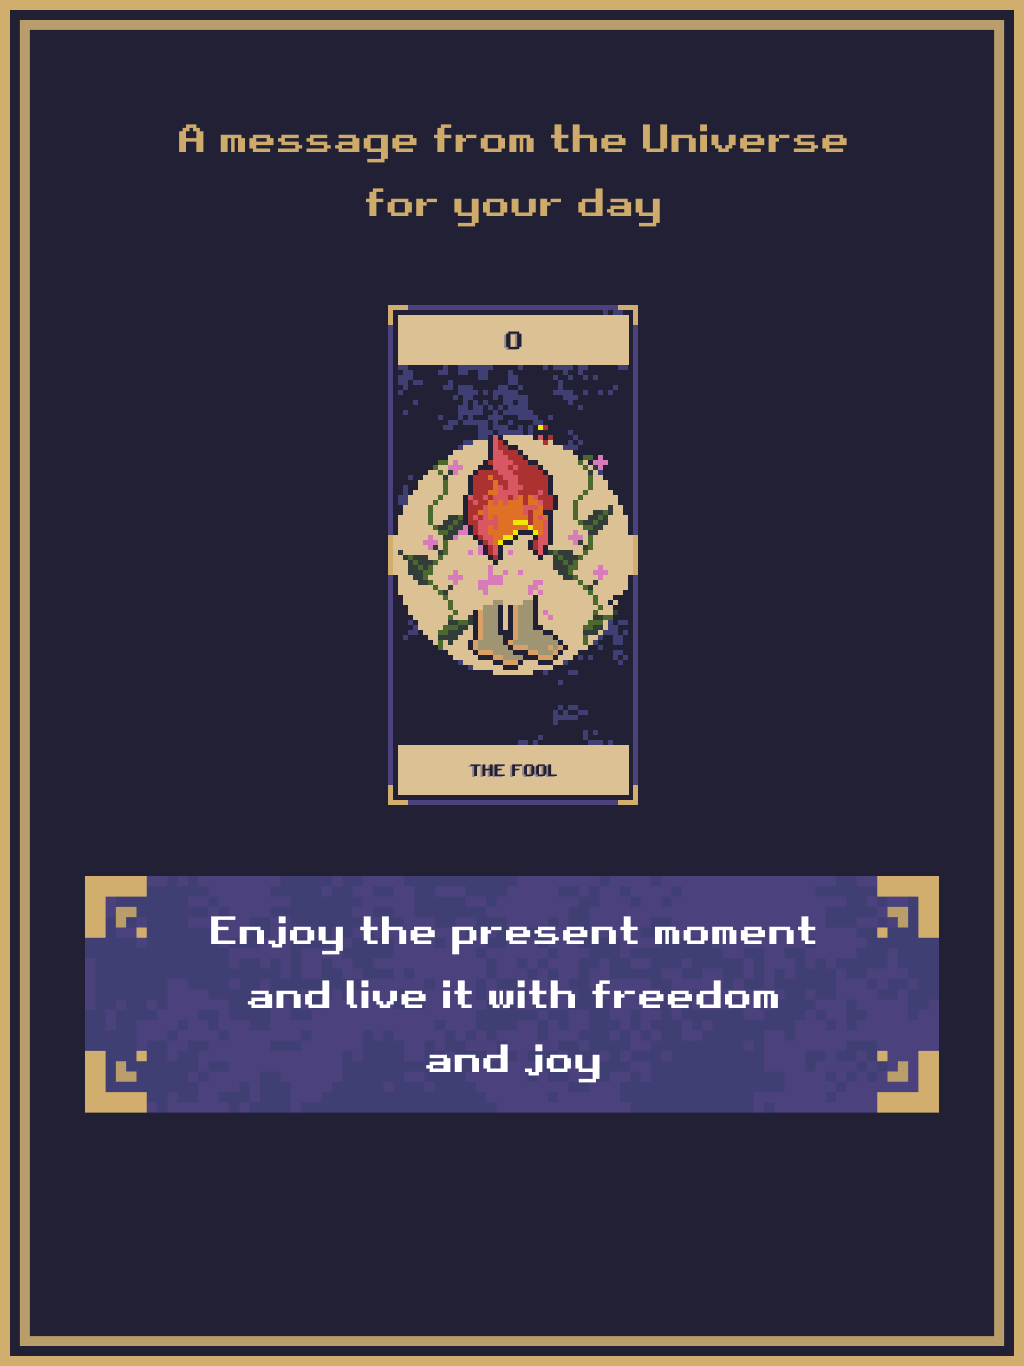 A message from the Universe
for your day
0
THE FOOL
Enjoy the present moment
and live it with freedom
and joy